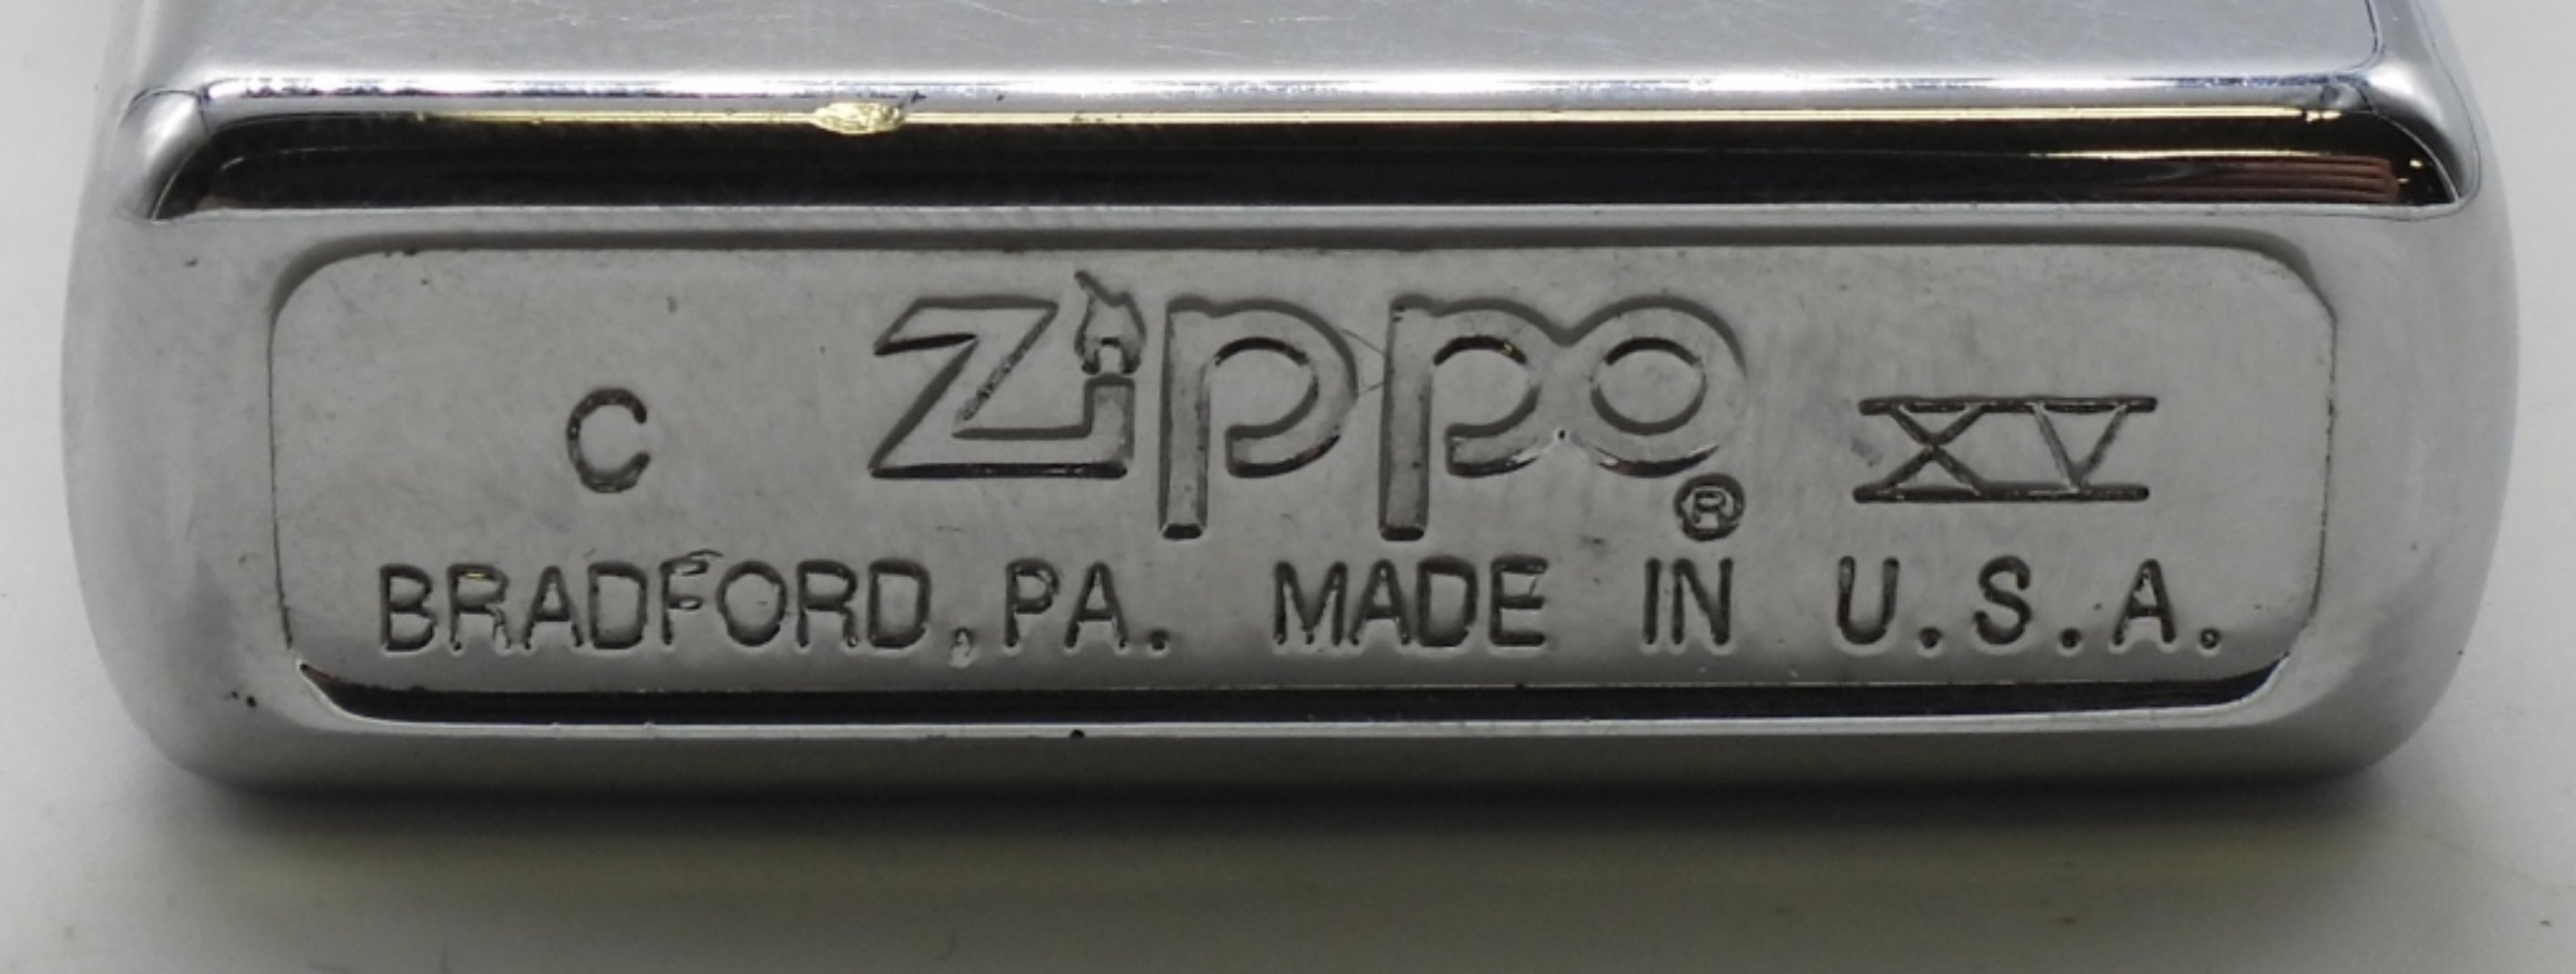 C Zippo® XV
BRADFORD, PA. MADE IN U.S.A.